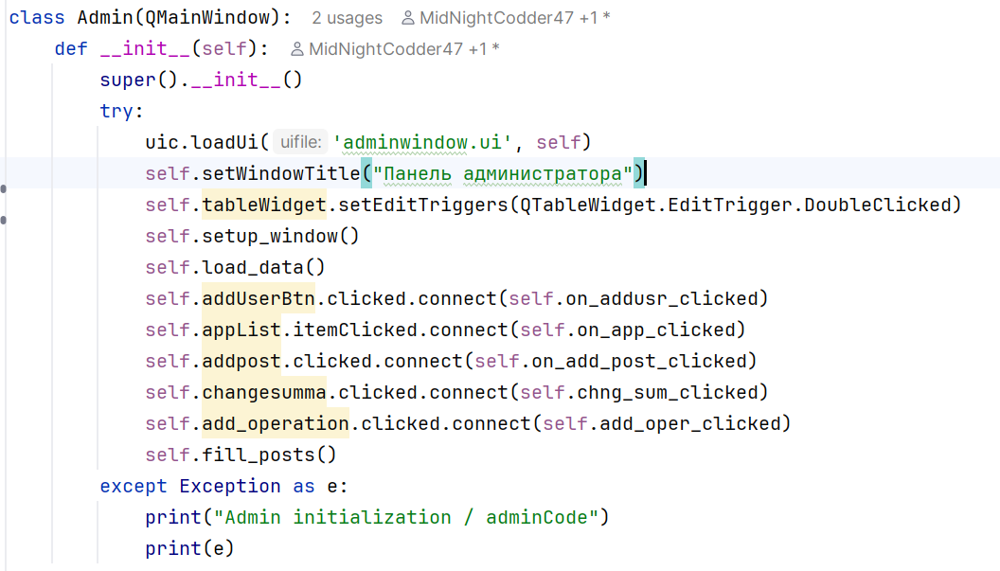 class Admin(QMainWindow): 2 usages MidNightCodder47 +1 *
def __init__(self): MidNightCodder47 +1 *
super().__init__()
try:
uic.loadUi( uifile: 'adminwindow.ui', self)
self.setWindowTitle("Панель администратора")
self.tableWidget.setEditTriggers(QTableWidget.EditTrigger.DoubleClicked)
self.setup_window()
self.load_data()
self.addUserBtn.clicked.connect(self.on_addusr_clicked)
self.appList.itemClicked.connect(self.on_app_clicked)
self.addpost.clicked.connect(self.on_add_post_clicked)
self.changesumma.clicked.connect(self.chng_sum_clicked)
self.add_operation.clicked.connect(self.add_oper_clicked)
self.fill_posts()
except Exception as e:
print("Admin initialization / adminCode")
print(e)